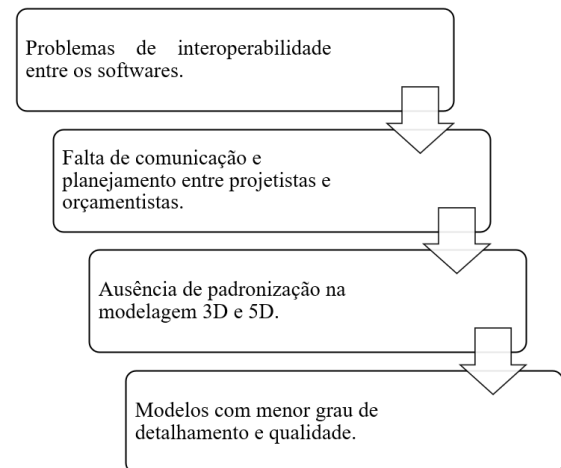 Problemas de interoperabilidade
entre os softwares.
Falta de comunicação e
planejamento entre projetistas e
orçamentistas.
Ausência de padronização na
modelagem 3D e 5D.
Modelos com menor grau de
detalhamento e qualidade.